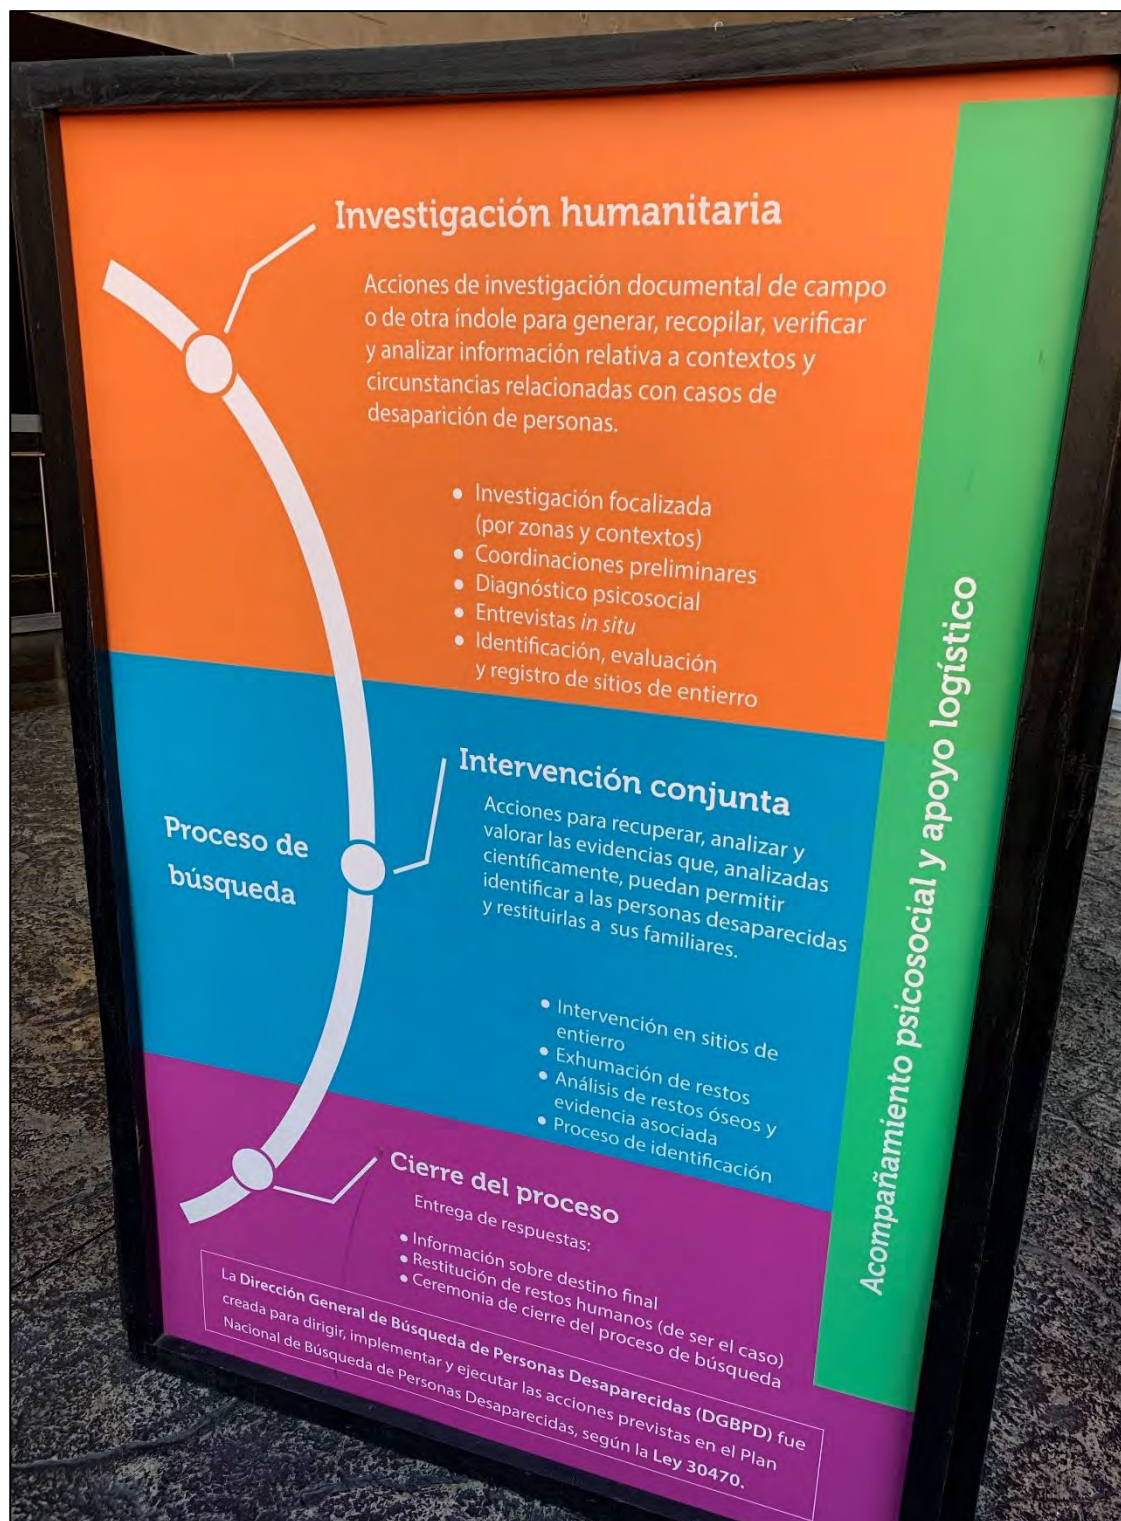 Investigación humanitaria
Acciones de investigación documental de campo
o de otra índole para generar, recopilar, verificar
y analizar información relativa a contextos y
circunstancias relacionadas con casos de
desaparición de personas.
● Investigación focalizada
(por zonas y contextos)
● Coordinaciones preliminares
● Diagnóstico psicosocial
● Entrevistas in situ
● Identificación, evaluación
y registro de sitios de entierro
Proceso de
búsqueda
Intervención conjunta
Acciones para recuperar, analizar y
valorar las evidencias que, analizadas
científicamente, puedan permitir
identificar a las personas desaparecidas
y restituirlas a sus familiares.
● Intervención en sitios de
entierro
● Exhumación de restos
● Análisis de restos óseos y
evidencia asociada
● Proceso de identificación
Cierre del proceso
Entrega de respuestas:
● Información sobre destino final
● Restitución de restos humanos (de ser el caso)
● Ceremonia de cierre del proceso de búsqueda
La Dirección General de Búsqueda de Personas Desaparecidas (DGBPD) fue
creada para dirigir, implementar y ejecutar las acciones previstas en el Plan
Nacional de Búsqueda de Personas Desaparecidas, según la Ley 30470.
Acompañamiento psicosocial y apoyo logístico